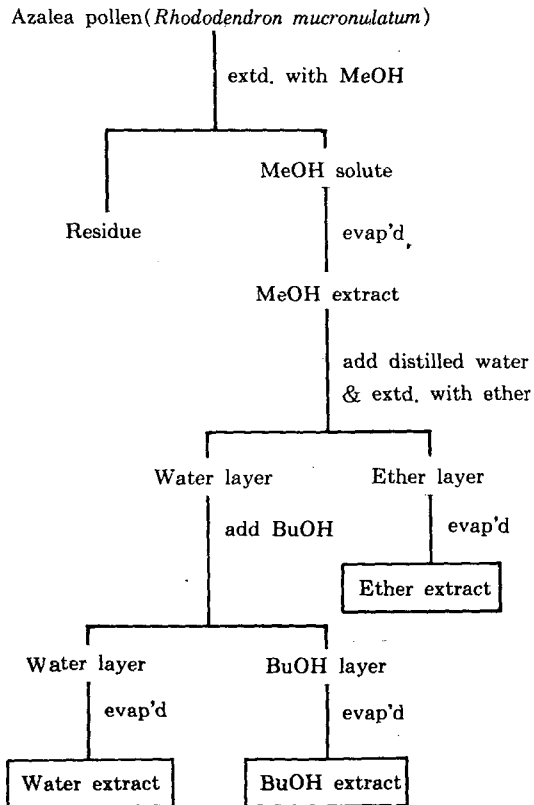 Azalea pollen(Rhododendron mucronulatum)
extd. with MeOH
MeOH solute
Residue
evap'd
MeOH extract
add distilled water
& extd. with ether
Water layer
Ether layer
add BuOH
evap'd
Ether extract
Water layer
BuOH layer
evap'd
evap'd
Water extract
BuOH extract